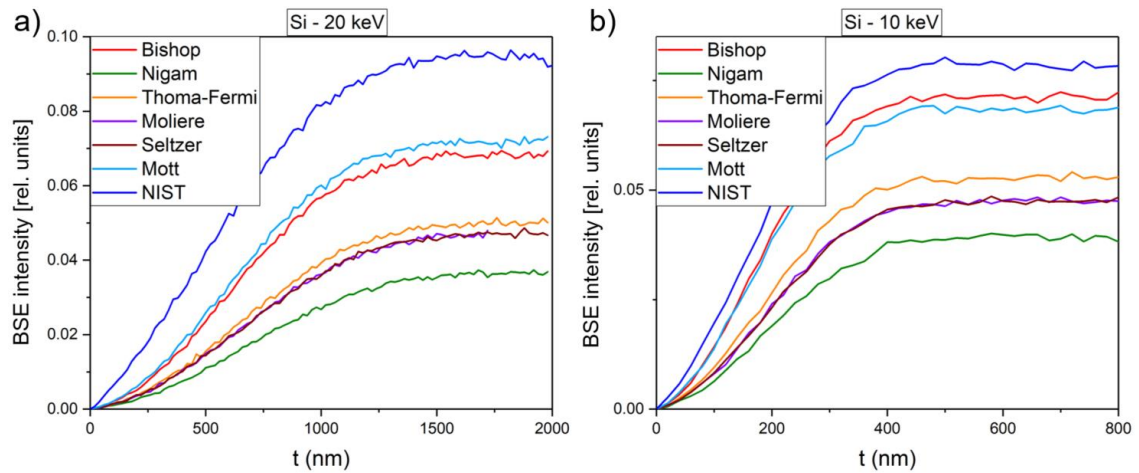 a)
Si - 20 keV
0.10
0.08
0.06
0.04
0.02
0.00
BSE intensity [rel. units]
Bishop
Nigam
Thoma-Fermi
Moliere
Seltzer
Mott
NIST
0
500
1000
1500
2000
t (nm)
b)
Si - 10 keV
0.05
0.00
BSE intensity [rel. units]
Bishop
Nigam
Thoma-Fermi
Moliere
Seltzer
Mott
NIST
0
200
400
600
800
t (nm)